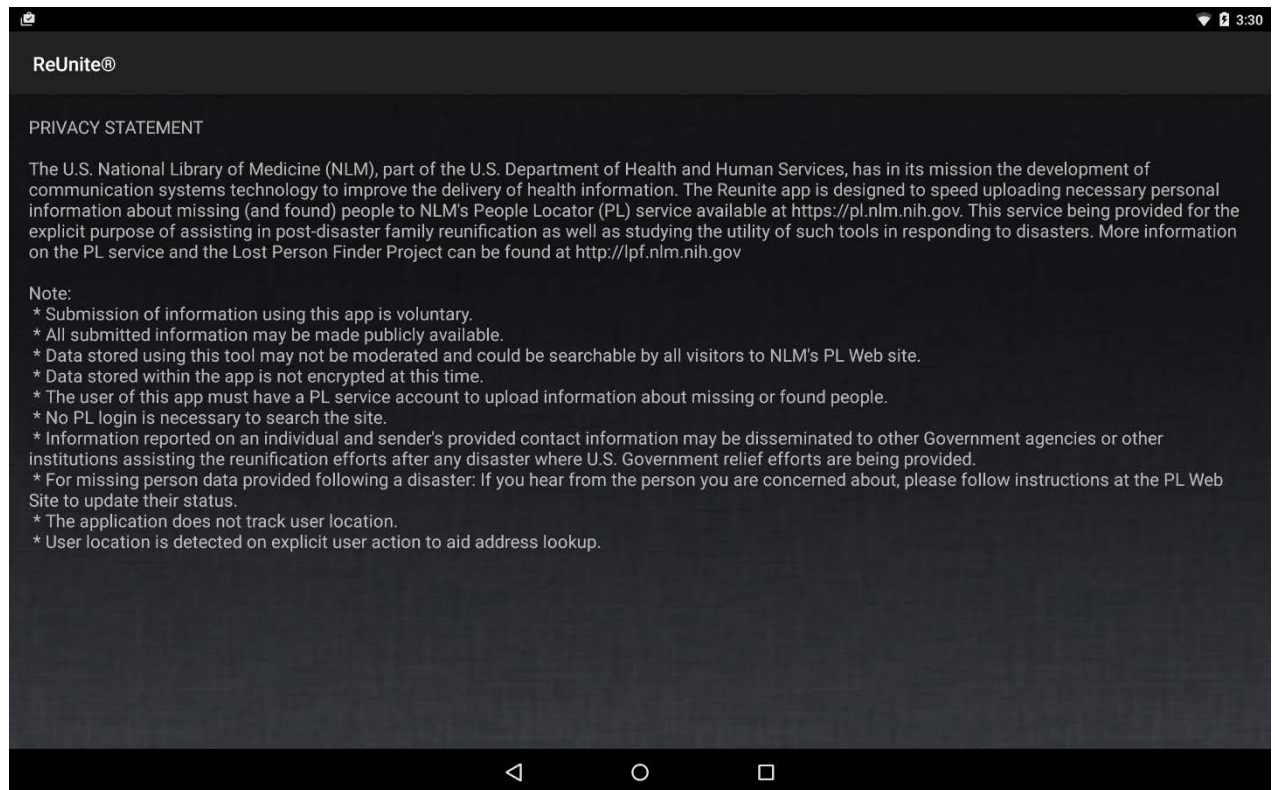 3:30
ReUnite®
PRIVACY STATEMENT
The U.S. National Library of Medicine (NLM), part of the U.S. Department of Health and Human Services, has in its mission the development of
communication systems technology to improve the delivery of health information. The Reunite app is designed to speed uploading necessary personal
information about missing (and found) people to NLM's People Locator (PL) service available at https://pl.nlm.nih.gov. This service being provided for the
explicit purpose of assisting in post-disaster family reunification as well as studying the utility of such tools in responding to disasters. More information
on the PL service and the Lost Person Finder Project can be found at http://lpf.nlm.nih.gov
Note:
* Submission of information using this app is voluntary.
* All submitted information may be made publicly available.
* Data stored using this tool may not be moderated and could be searchable by all visitors to NLM's PL Web site.
* Data stored within the app is not encrypted at this time.
* The user of this app must have a PL service account to upload information about missing or found people.
* No PL login is necessary to search the site.
* Information reported on an individual and sender's provided contact information may be disseminated to other Government agencies or other
institutions assisting the reunification efforts after any disaster where U.S. Government relief efforts are being provided.
* For missing person data provided following a disaster: If you hear from the person you are concerned about, please follow instructions at the PL Web
Site to update their status.
* The application does not track user location.
* User location is detected on explicit user action to aid address lookup.